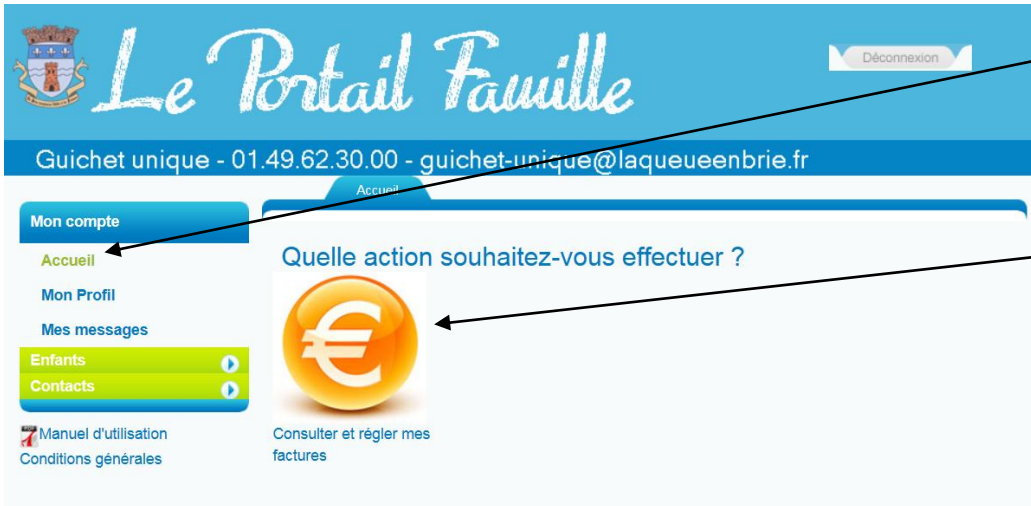 Le Portail Famille
Déconnexion
Guichet unique - 01.49.62.30.00 - guichet-unique@laqueueenbrie.fr
Accueil
Mon compte
Accueil
Mon Profil
Mes messages
Enfants
Contacts
Manuel d'utilisation
Conditions générales
Quelle action souhaitez-vous effectuer ?
€
Consulter et régler mes
factures